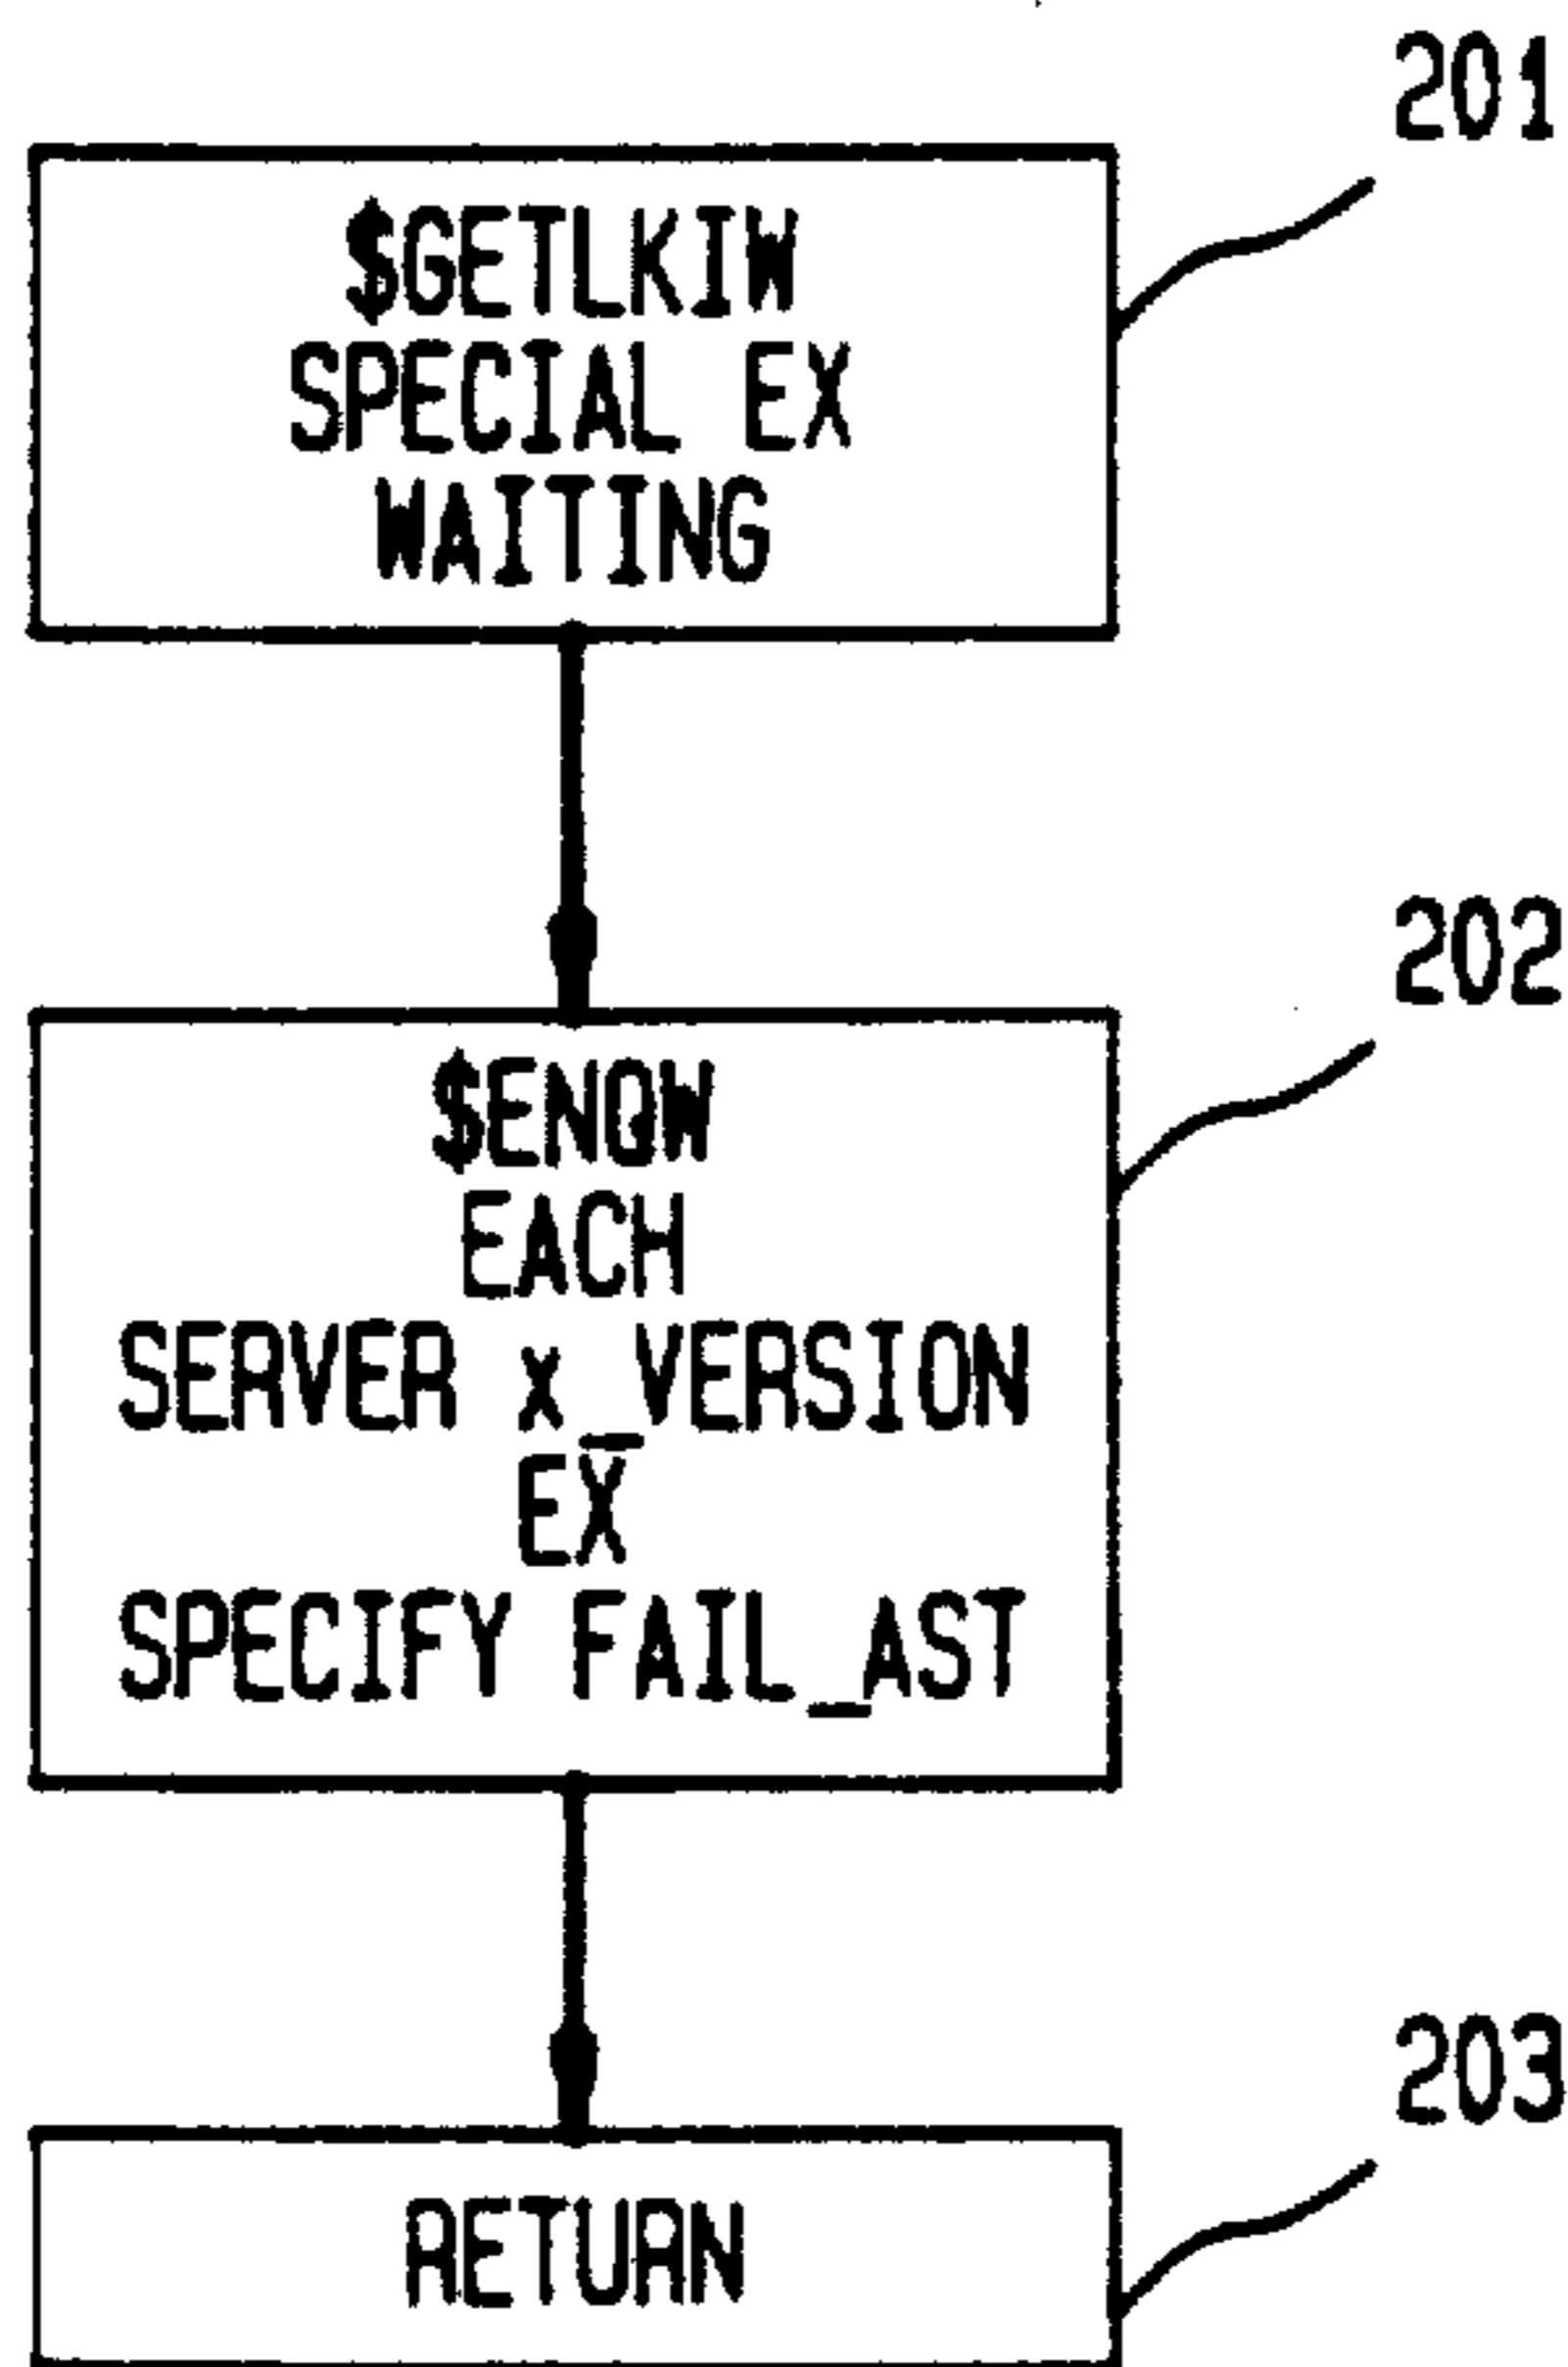 201
$GETLKIW
SPECIAL EX
WAITING
202
$ENQW
EACH
SERVER x_VERSION
EX
SPECIFY FAIL_AST
203
RETURN